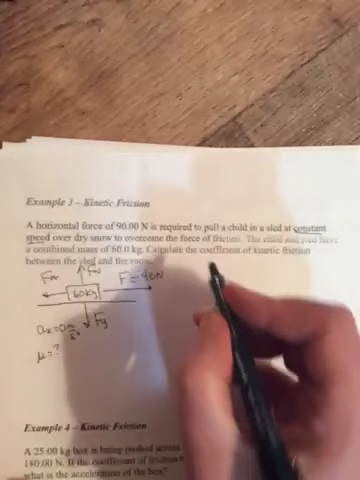 Example 3 – Kinetic Friction
A horizontal force of 90.00 N is required to pull a child in a sled at constant
speed over dry snow to overcome the force of friction. The child and sled have
a combined mass of 60.0 kg. Calculate the coefficient of kinetic friction
between the sled and the snow.
FN F = 90N
60kg
Fg
μ = ?
Example 4 – Kinetic Friction
A 25.00 kg box is being pushed across
180.00 N. If the coefficient of friction
what is the acceleration of the box?